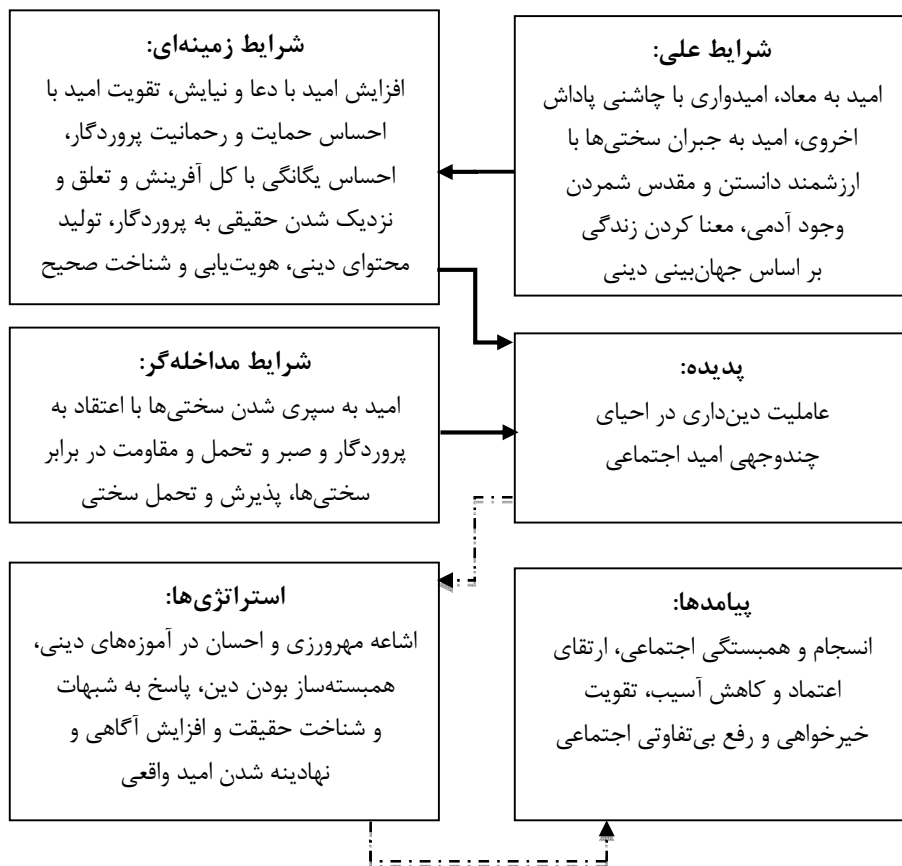 شرایط علی:
امید به معاد، امیدواری با چاشنی پاداش
اخروی، امید به جبران سختی‌ها با
ارزشمند دانستن و مقدس شمردن
وجود آدمی، معنا کردن زندگی
بر اساس جهان‌بینی دینی
شرایط زمینه‌ای:
افزایش امید با دعا و نیایش، تقویت امید با
احساس حمایت و رحمانیت پروردگار،
احساس یگانگی با کل آفرینش و تعلق و
نزدیک شدن حقیقی به پروردگار، تولید
محتوای دینی، هویت‌یابی و شناخت صحیح
پدیده:
عاملیت دین‌داری در احیای
چندوجهی امید اجتماعی
شرایط مداخله‌گر:
امید به سپری شدن سختی‌ها با اعتقاد به
پروردگار و صبر و تحمل و مقاومت در برابر
سختی‌ها، پذیرش و تحمل سختی
پیامدها:
انسجام و همبستگی اجتماعی، ارتقای
اعتماد و کاهش آسیب، تقویت
خیرخواهی و رفع بی‌تفاوتی اجتماعی
استراتژی‌ها:
اشاعه مهرورزی و احسان در آموزه‌های دینی،
همبسته‌ساز بودن دین، پاسخ به شبهات
و شناخت حقیقت و افزایش آگاهی و
نهادینه شدن امید واقعی